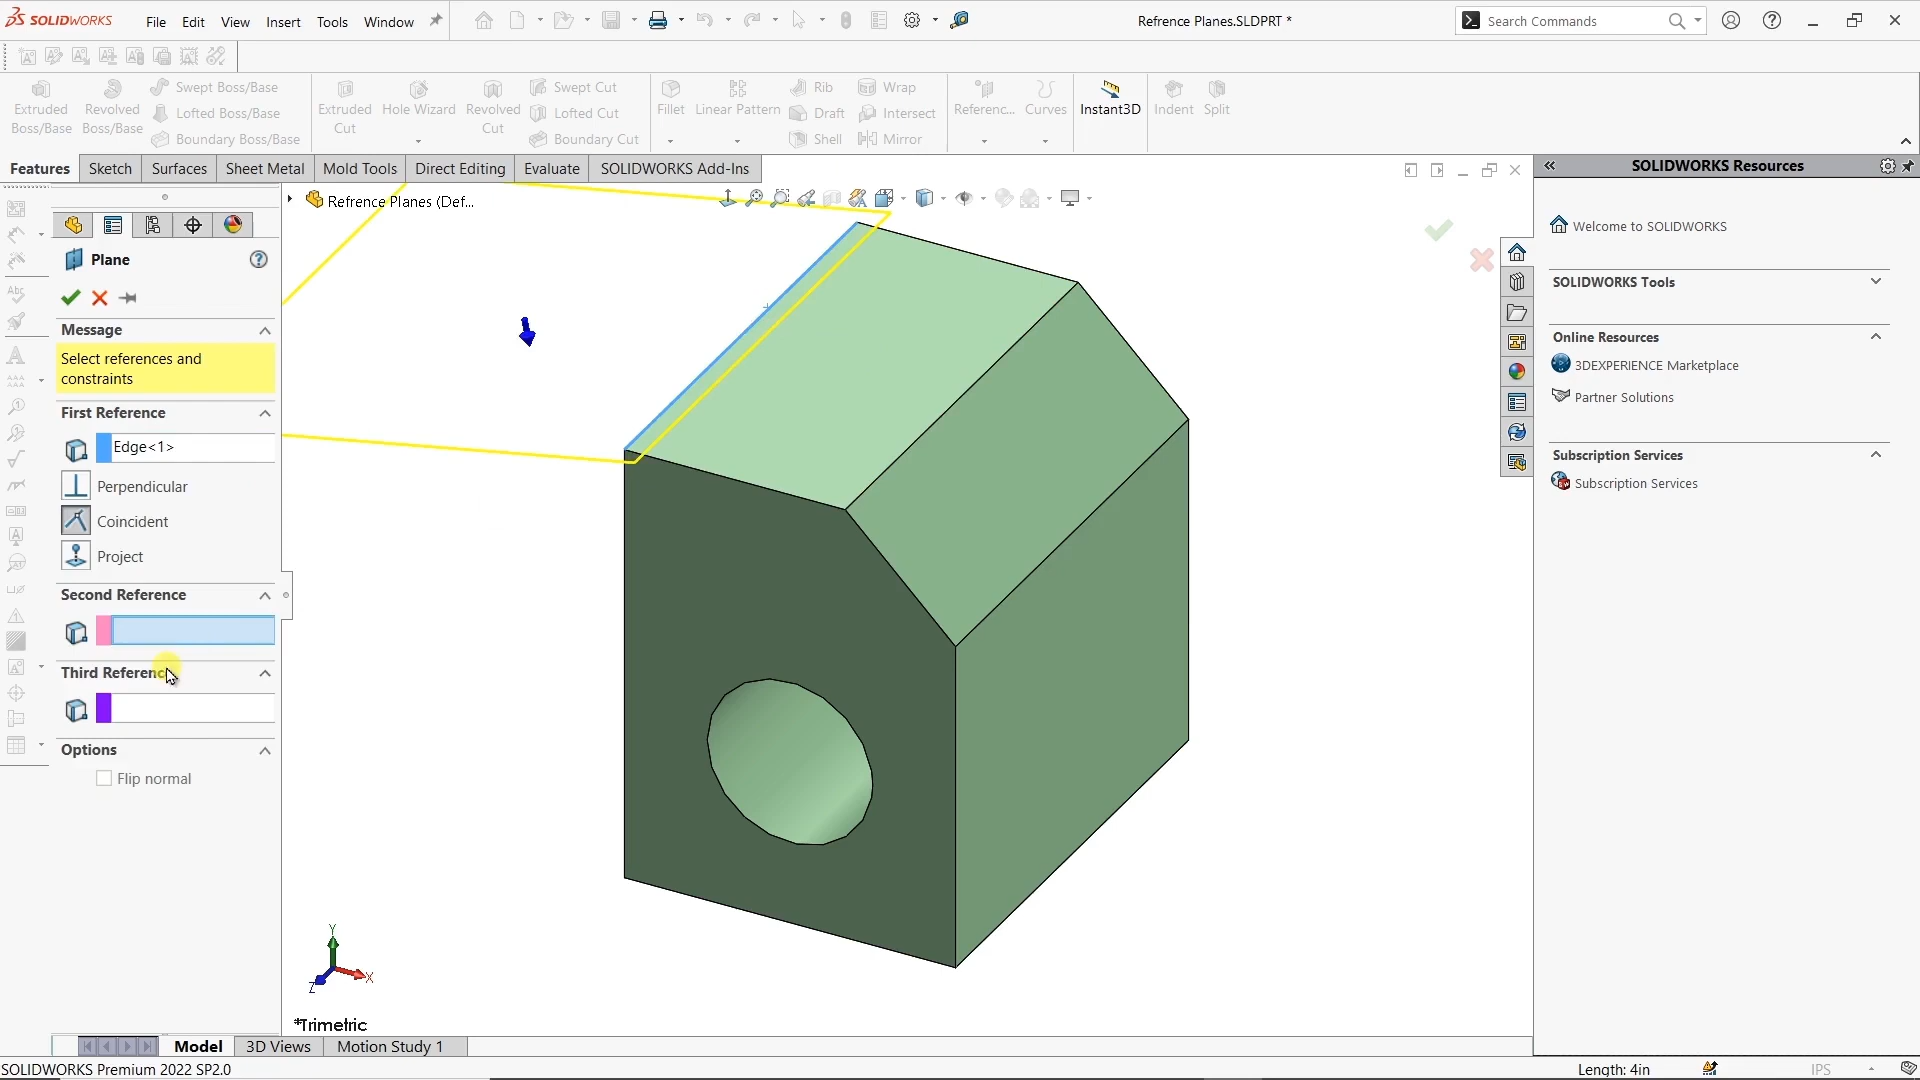 SOLIDWORKS File Edit View Insert Tools Window Refrence Planes.SLDPRT * Search Commands
Extruded Boss/Base
Revolved Boss/Base
Swept Boss/Base
Lofted Boss/Base
Boundary Boss/Base
Extruded Cut
Hole Wizard
Revolved Cut
Swept Cut
Lofted Cut
Boundary Cut
Fillet
Linear Pattern
Rib
Draft
Shell
Wrap
Intersect
Mirror
Referenc...
Curves
Instant3D
Indent
Split
Features Sketch Surfaces Sheet Metal Mold Tools Direct Editing Evaluate SOLIDWORKS Add-Ins
Refrence Planes (Def...
Plane
Message
Select references and
constraints
First Reference
Edge<1>
Perpendicular
Coincident
Project
Second Reference
Third Reference
Options
Flip normal
Y
X
Z
*Trimetric
SOLIDWORKS Resources
Welcome to SOLIDWORKS
SOLIDWORKS Tools
Online Resources
3DEXPERIENCE Marketplace
Partner Solutions
Subscription Services
Subscription Services
Model 3D Views Motion Study 1
SOLIDWORKS Premium 2022 SP2.0 Length: 4in IPS